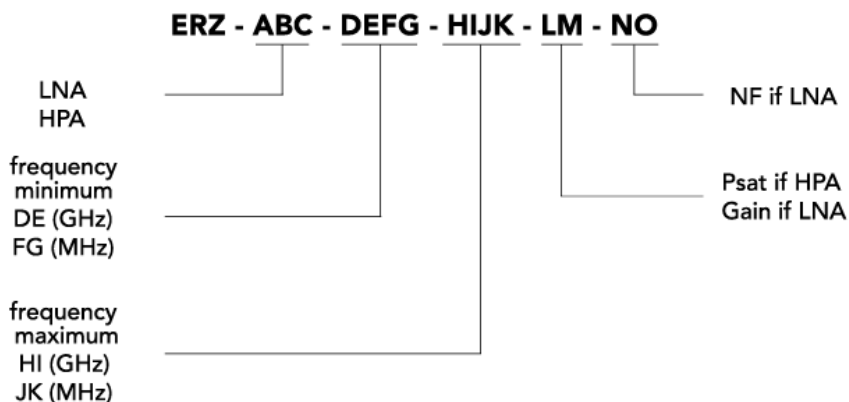 ERZ - ABC - DEFG - HIJK - LM - NO
LNA
HPA
frequency
minimum
DE (GHz)
FG (MHz)
frequency
maximum
HI (GHz)
JK (MHz)
NF if LNA
Psat if HPA
Gain if LNA